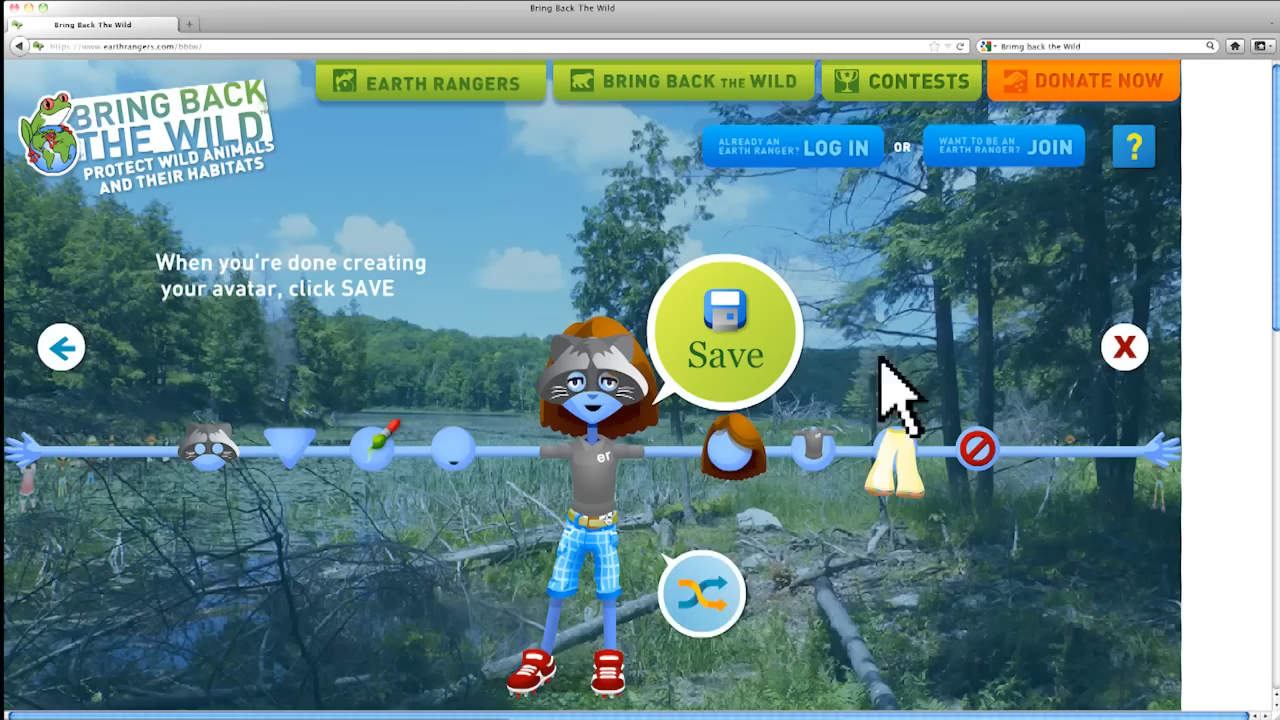 Bring Back The Wild
Bring Back The Wild
https://www.earthrangers.com/bbtw/
Bring back the Wild
EARTH RANGERS
BRING BACK THE WILD
CONTESTS
DONATE NOW
BRING BACK
THE WILD
PROTECT WILD ANIMALS
AND THEIR HABITATS
ALREADY AN
EARTH RANGER? LOG IN
OR
WANT TO BE AN
EARTH RANGER? JOIN
?
When you're done creating
your avatar, click SAVE
Save
X
er